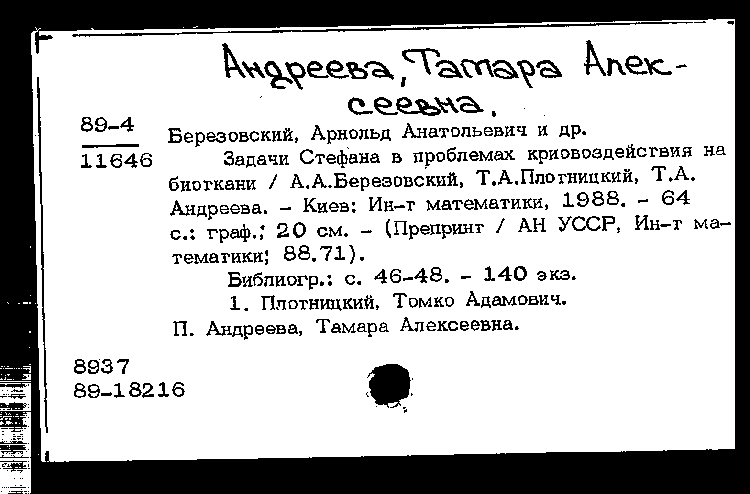 Андреева, Тамара Алек-
сеевна.
89-4
11646
Березовский, Арнольд Анатольевич и др.
Задачи Стефана в проблемах криовоздействия на
биоткани / А.А.Березовский, Т.А.Плотницкий, Т.А.
Андреева. - Киев: Ин-т математики, 1988. - 64
с.: граф.; 20 см. - (Препринт / АН УССР, Ин-т ма-
тематики; 88.71).
Библиогр.: с. 46-48. - 140 экз.
1. Плотницкий, Томко Адамович.
П. Андреева, Тамара Алексеевна.
8937
89-18216